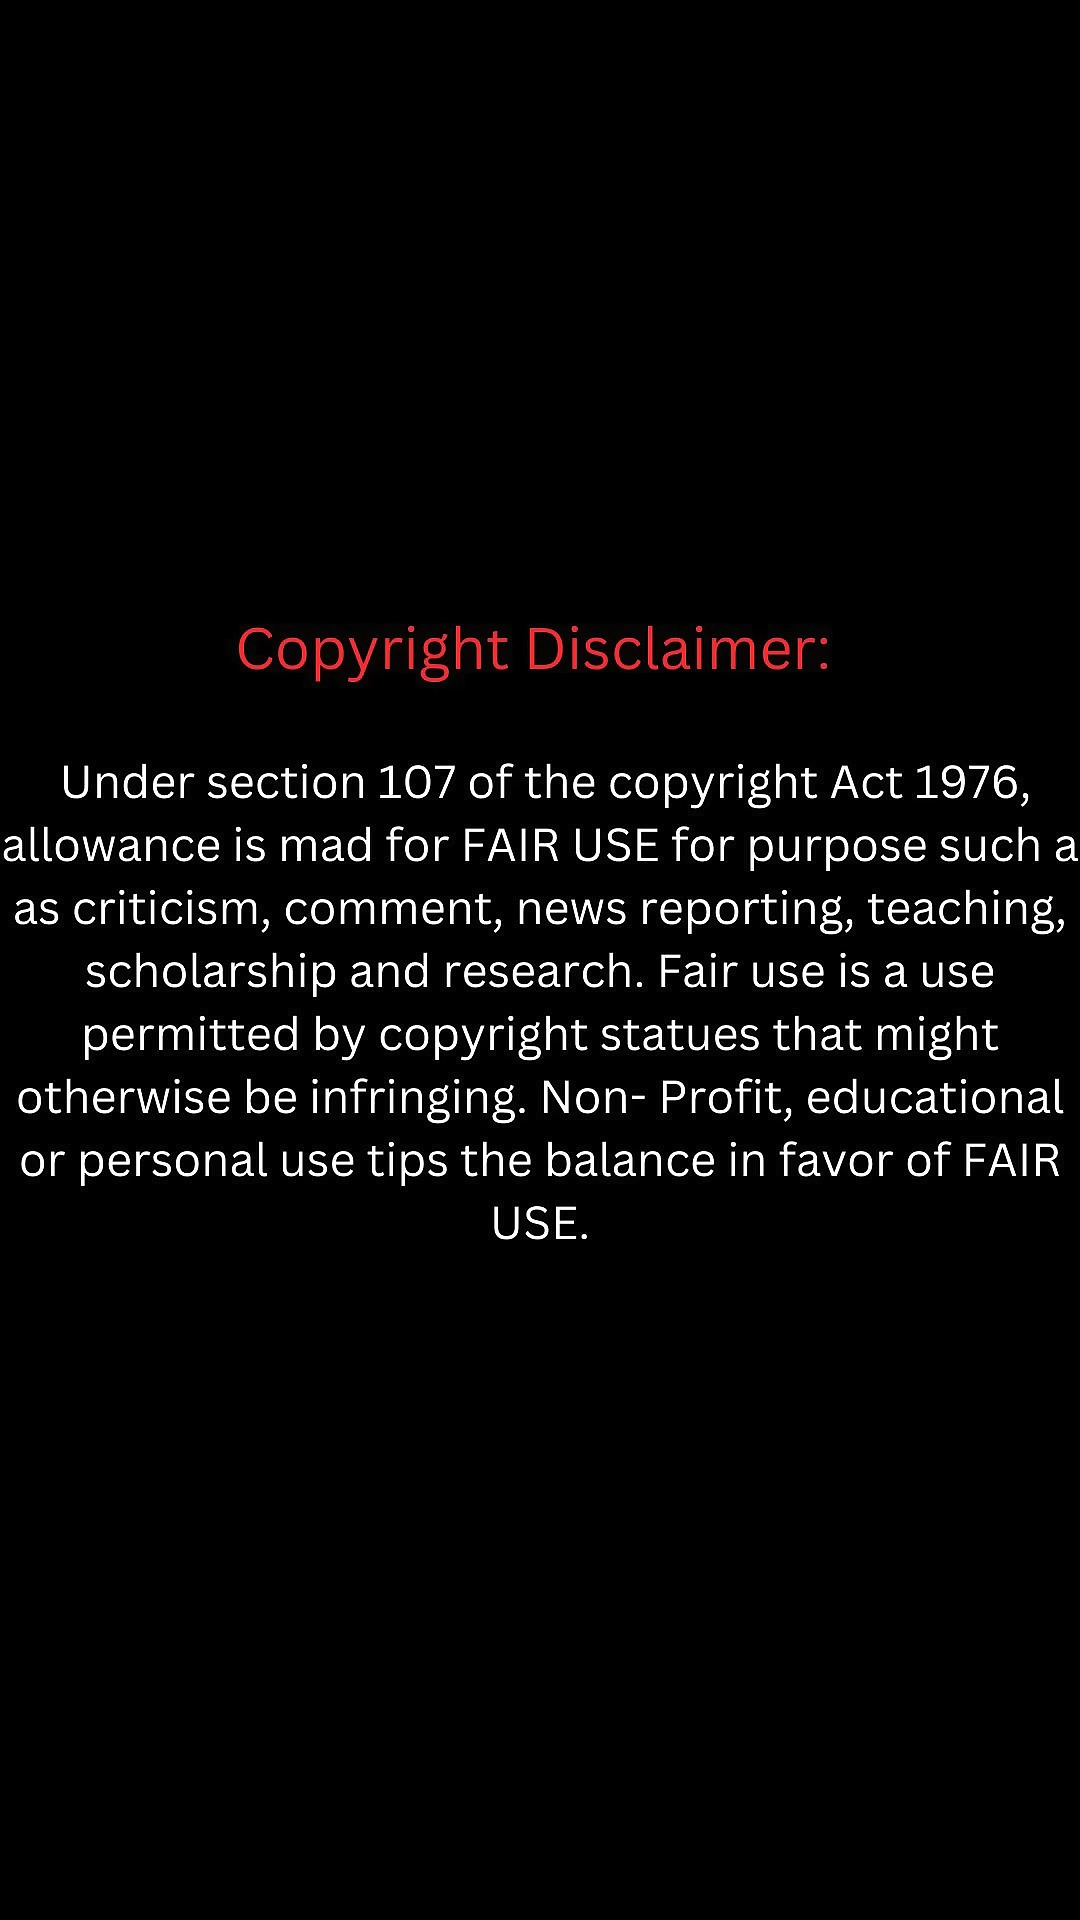 Copyright Disclaimer:
Under section 107 of the copyright Act 1976,
allowance is mad for FAIR USE for purpose such a
as criticism, comment, news reporting, teaching,
scholarship and research. Fair use is a use
permitted by copyright statues that might
otherwise be infringing. Non- Profit, educational
or personal use tips the balance in favor of FAIR
USE.